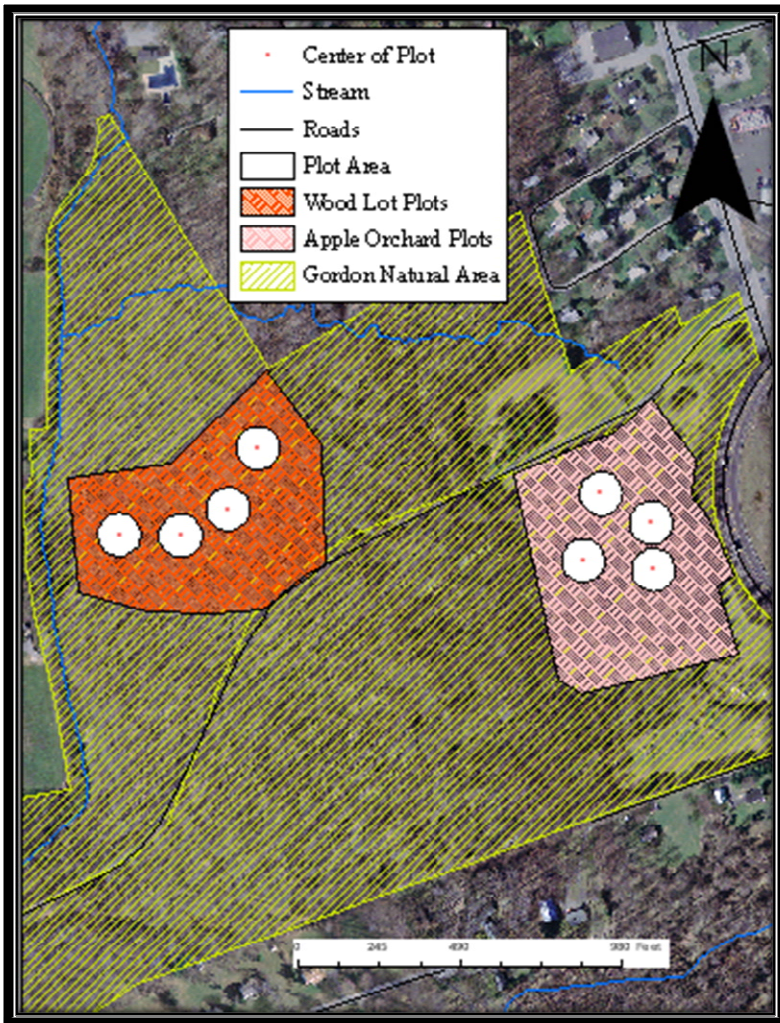 Center of Plot
Stream
Roads
Plot Area
Wood Lot Plots
Apple Orchard Plots
Gordon Natural Area
N
0 245 490 980 Feet